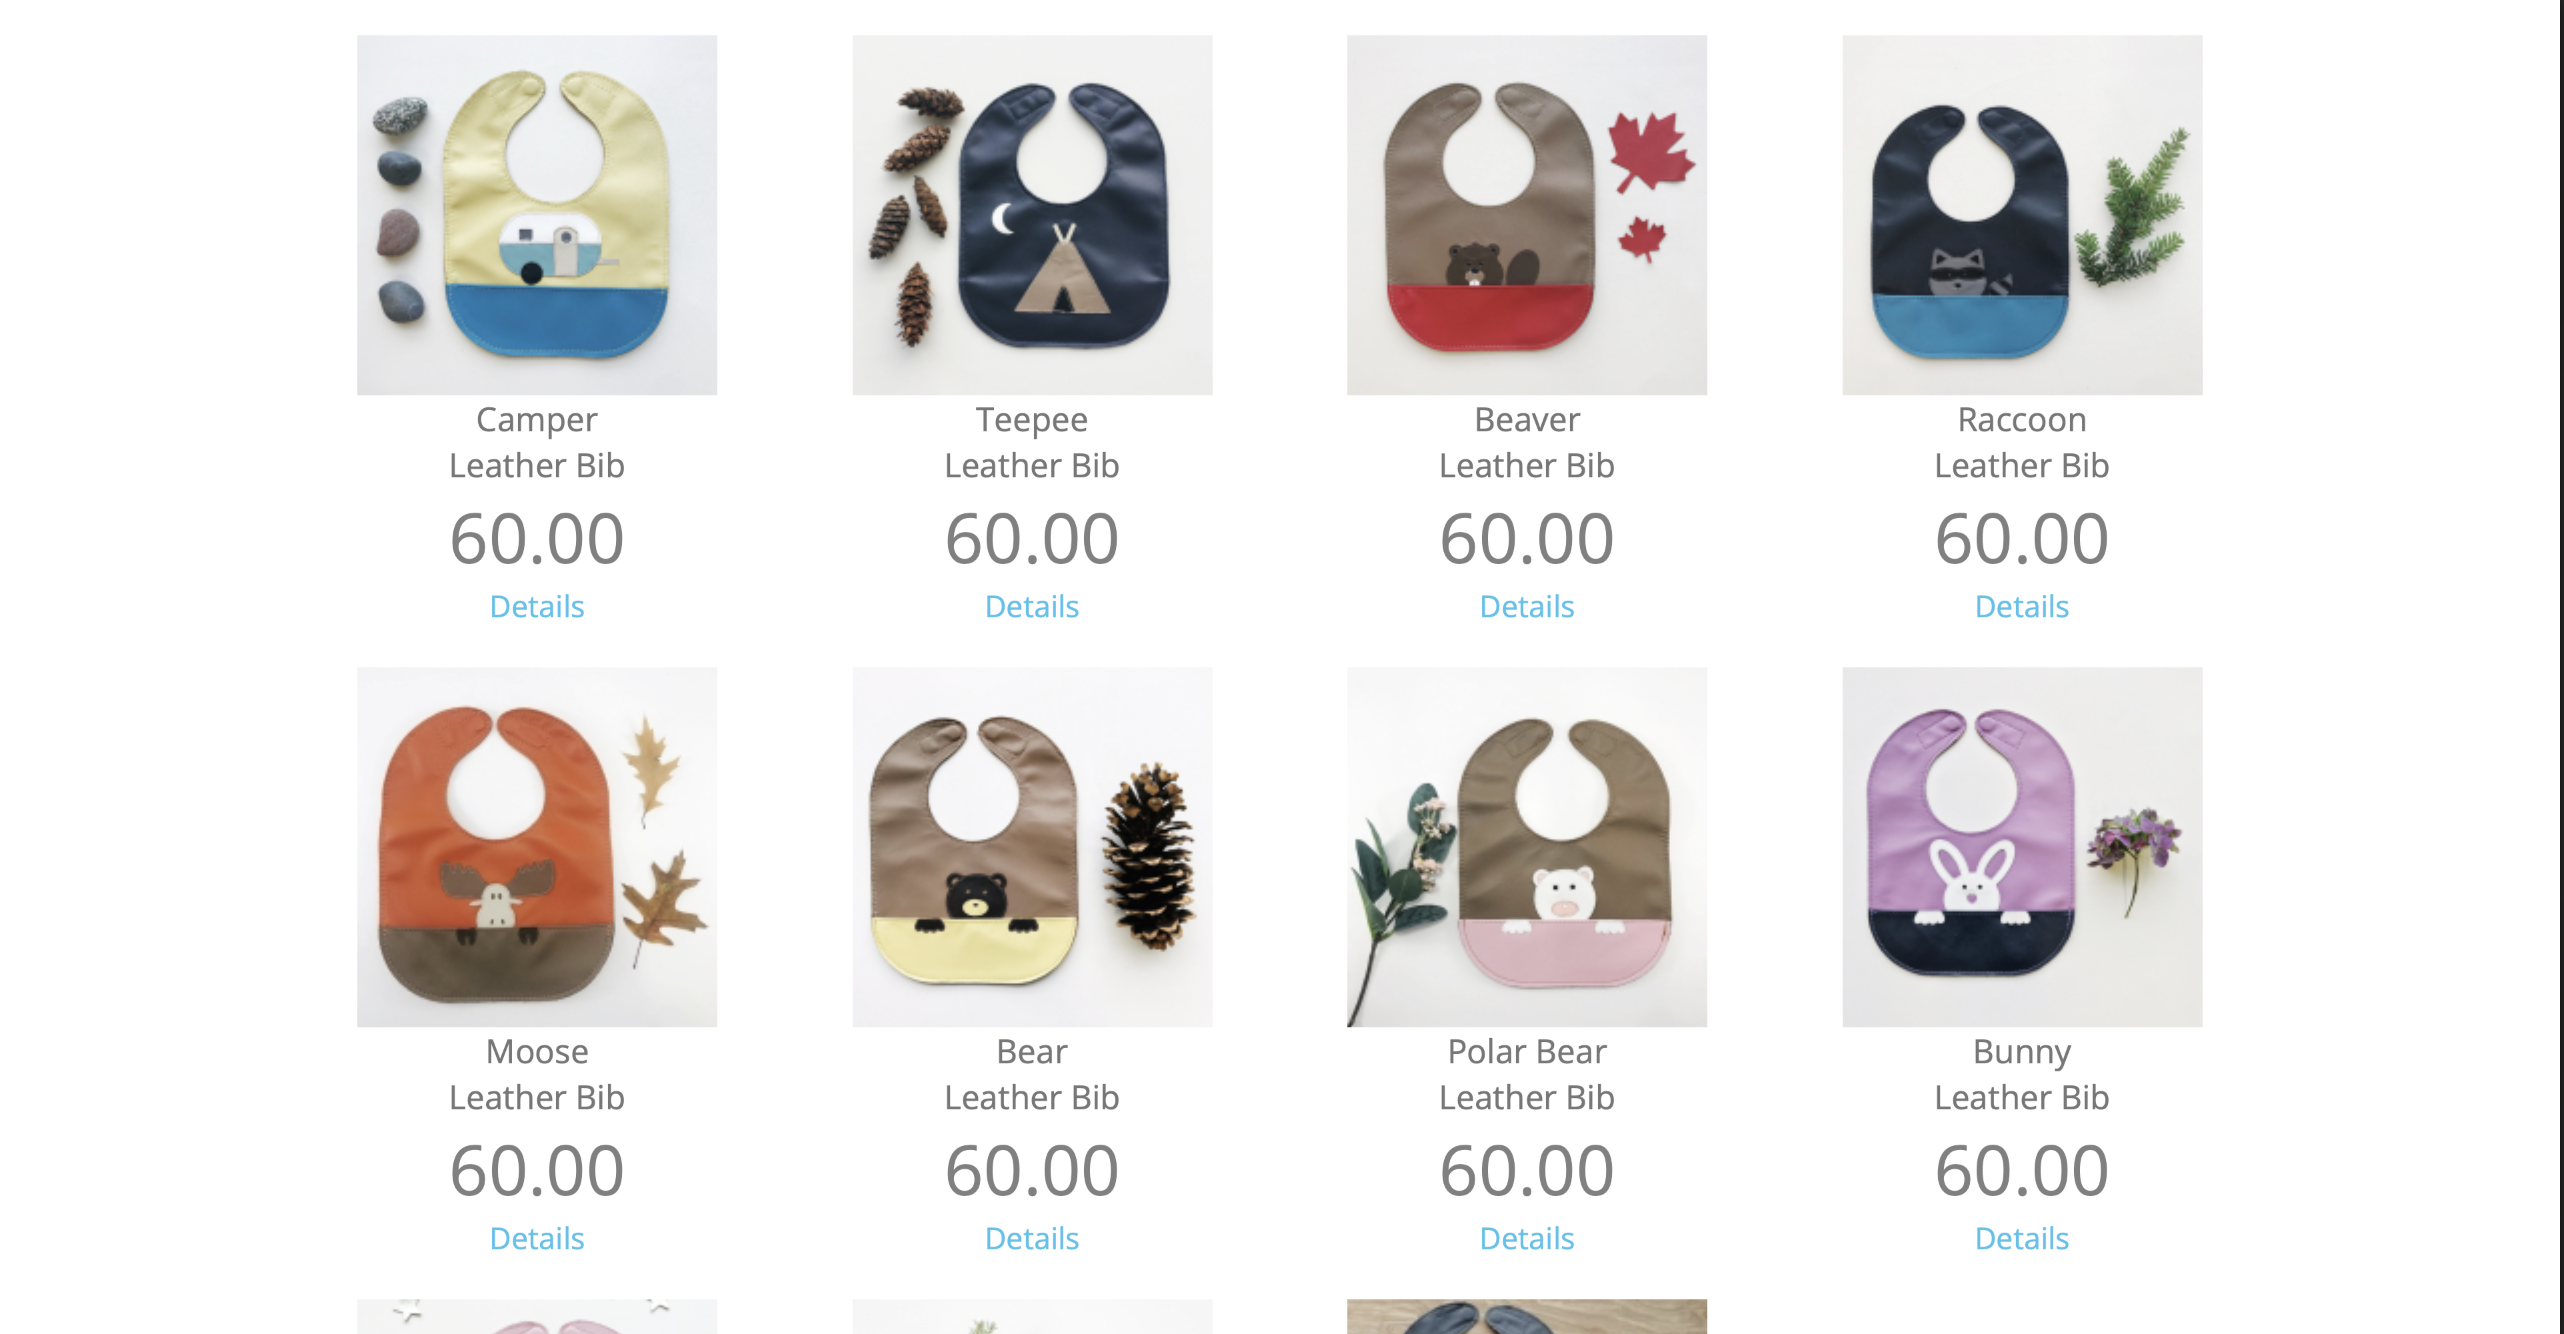 Camper
Leather Bib
60.00
Details
Teepee
Leather Bib
60.00
Details
Beaver
Leather Bib
60.00
Details
Raccoon
Leather Bib
60.00
Details
Moose
Leather Bib
60.00
Details
Bear
Leather Bib
60.00
Details
Polar Bear
Leather Bib
60.00
Details
Bunny
Leather Bib
60.00
Details